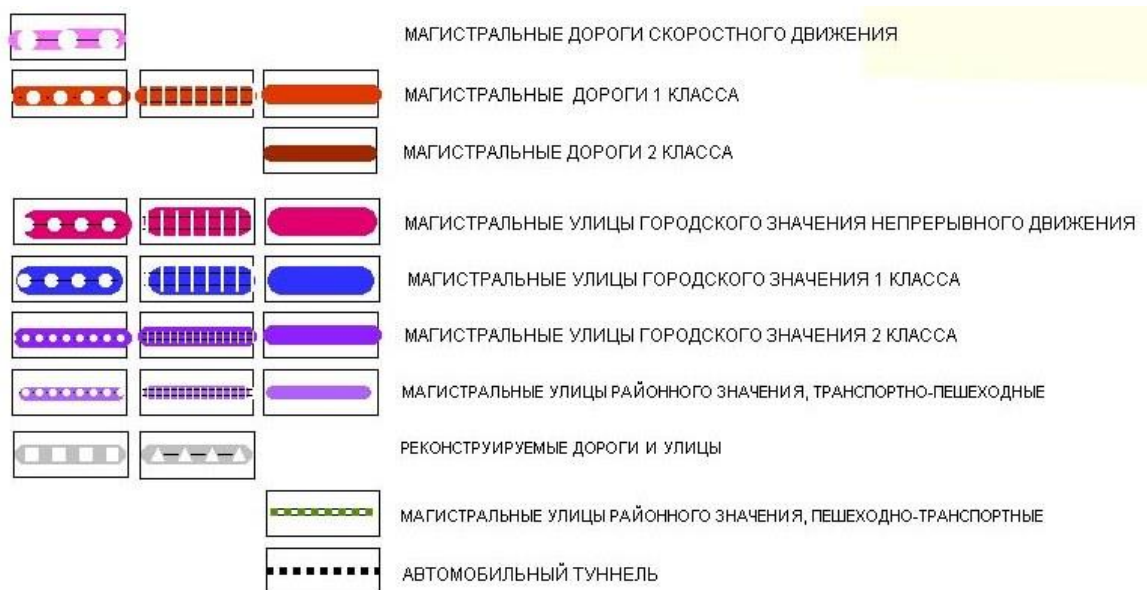 МАГИСТРАЛЬНЫЕ ДОРОГИ СКОРОСТНОГО ДВИЖЕНИЯ
МАГИСТРАЛЬНЫЕ ДОРОГИ 1 КЛАССА
МАГИСТРАЛЬНЫЕ ДОРОГИ 2 КЛАССА
МАГИСТРАЛЬНЫЕ УЛИЦЫ ГОРОДСКОГО ЗНАЧЕНИЯ НЕПРЕРЫВНОГО ДВИЖЕНИЯ
МАГИСТРАЛЬНЫЕ УЛИЦЫ ГОРОДСКОГО ЗНАЧЕНИЯ 1 КЛАССА
МАГИСТРАЛЬНЫЕ УЛИЦЫ ГОРОДСКОГО ЗНАЧЕНИЯ 2 КЛАССА
МАГИСТРАЛЬНЫЕ УЛИЦЫ РАЙОННОГО ЗНАЧЕНИЯ, ТРАНСПОРТНО-ПЕШЕХОДНЫЕ
РЕКОНСТРУИРУЕМЫЕ ДОРОГИ И УЛИЦЫ
МАГИСТРАЛЬНЫЕ УЛИЦЫ РАЙОННОГО ЗНАЧЕНИЯ, ПЕШЕХОДНО-ТРАНСПОРТНЫЕ
АВТОМОБИЛЬНЫЙ ТУННЕЛЬ